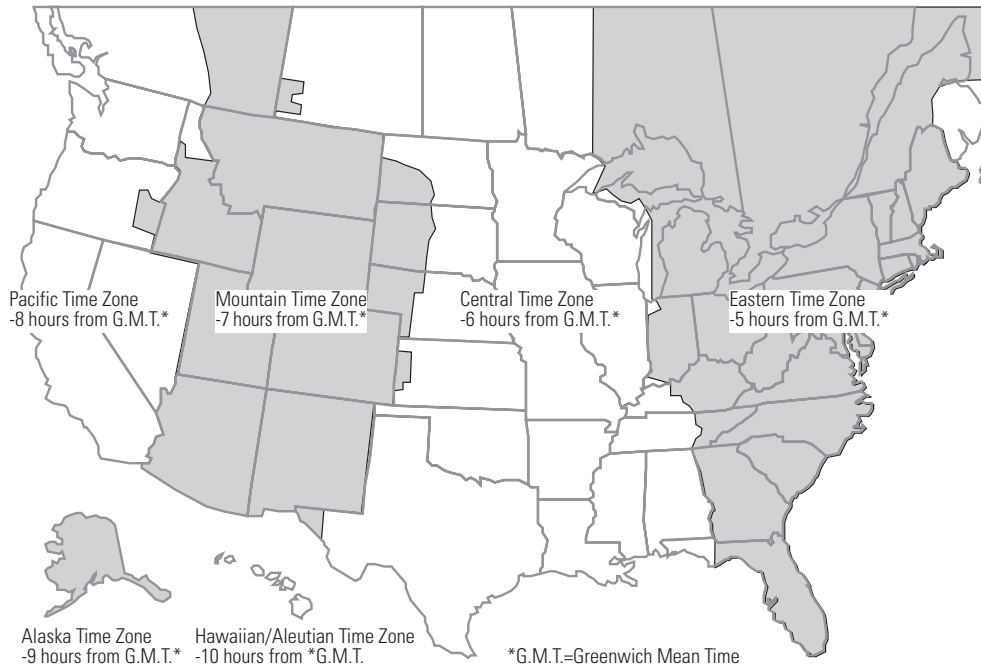 Pacific Time Zone
-8 hours from G.M.T.*
Mountain Time Zone
-7 hours from G.M.T.*
Central Time Zone
-6 hours from G.M.T.*
Eastern Time Zone
-5 hours from G.M.T.*
Alaska Time Zone
-9 hours from G.M.T.*
Hawaiian/Aleutian Time Zone
-10 hours from *G.M.T.
*G.M.T.=Greenwich Mean Time